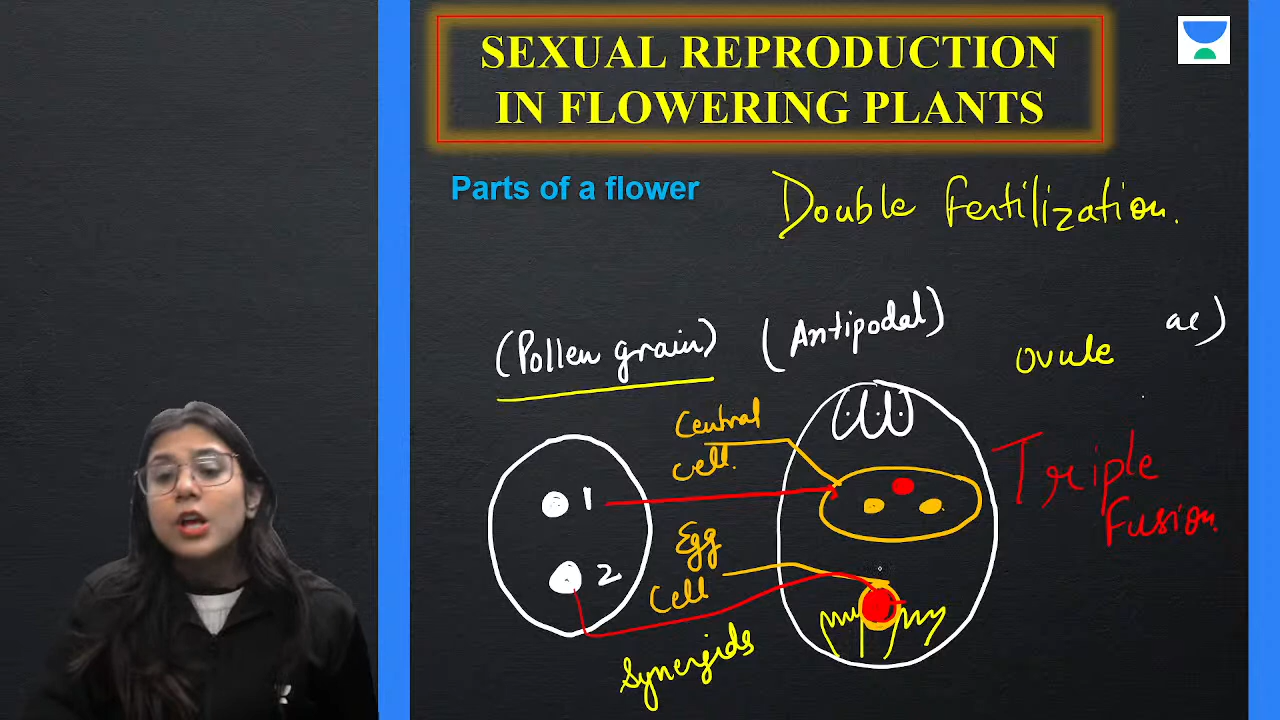 SEXUAL REPRODUCTION
IN FLOWERING PLANTS
Parts of a flower
Double Fertilization.
(Pollen grain)
(Antipodal)
ovule
ae)
Central
Cell.
1
Triple
Fusion.
Egg
Cell
2
Synergids